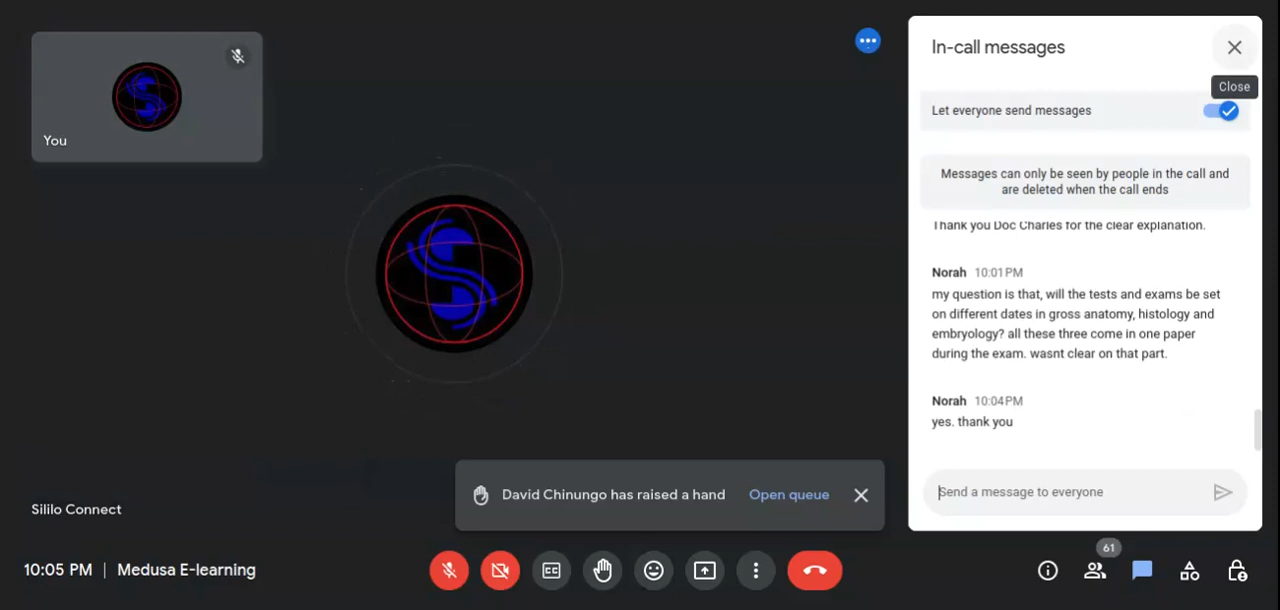 You
In-call messages
Close
Let everyone send messages
Messages can only be seen by people in the call and
are deleted when the call ends
Thank you Doc Charles for the clear explanation.
Norah 10:01 PM
my question is that, will the tests and exams be set
on different dates in gross anatomy, histology and
embryology? all these three come in one paper
during the exam. wasnt clear on that part.
Norah 10:04 PM
yes. thank you
David Chinungo has raised a hand Open queue
Send a message to everyone
Sililo Connect
61
10:05 PM | Medusa E-learning
CC